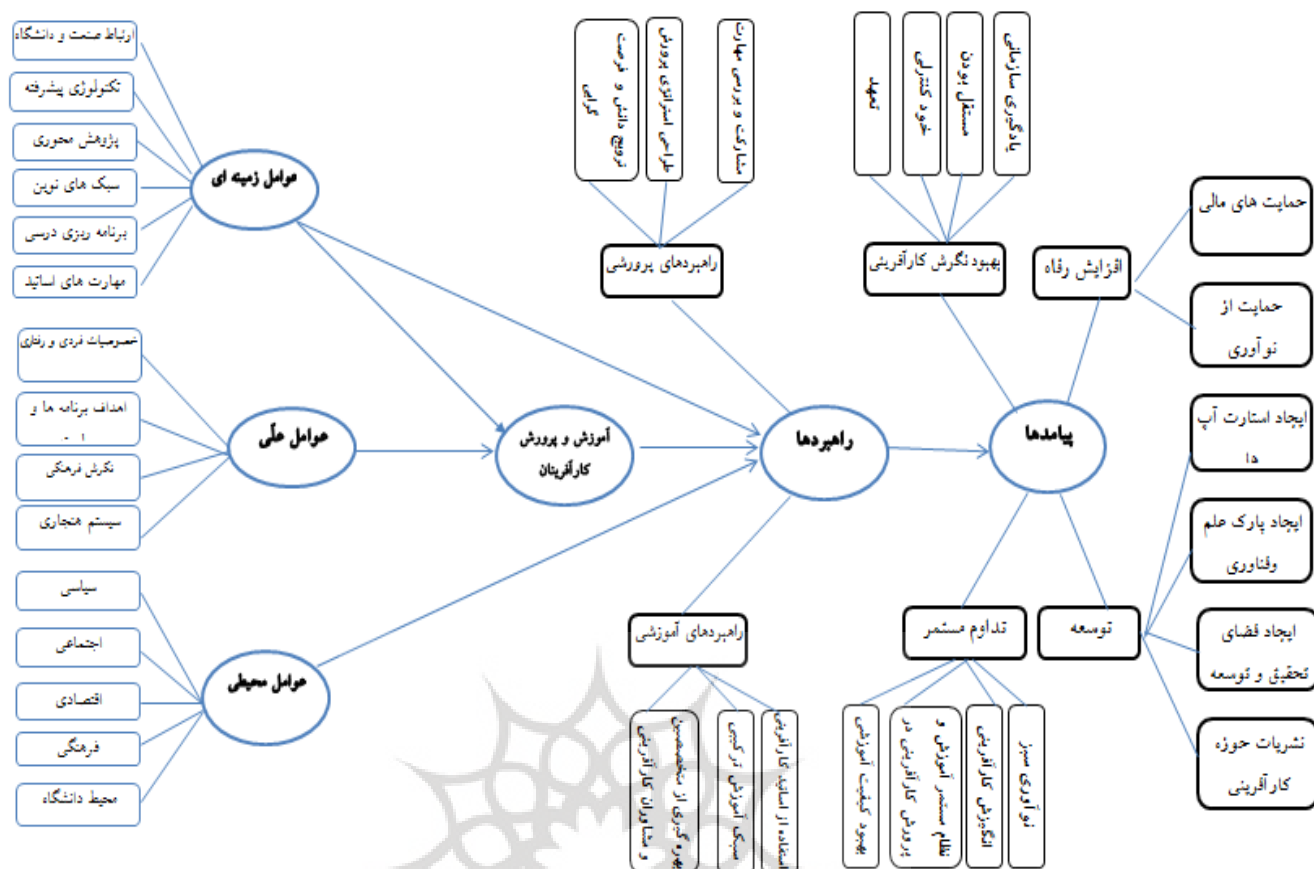 ارتباط صنعت و دانشگاه
تکنولوژی پیشرفته
پژوهش محوری
سبک های نوین
برنامه ریزی درسی
مهارت های اساتید
عوامل زمینه ای
خصوصیات فردی و رفتاری
اهداف برنامه ها و
نگرش فرهنگی
سیستم هنجاری
عوامل علّی
سیاسی
اجتماعی
اقتصادی
فرهنگی
محیط دانشگاه
عوامل محیطی
آموزش و پرورش
کارآفرینان
ترویج دانش و فرصت
گرایی
طراحی استراتژی پرورش
مشارکت و بررسی مهارت
راهبردهای پرورشی
راهبردها
راهبردهای آموزشی
بهره گیری از متخصصین
و مشاوران کارآفرینی
سبک آموزش ترکیبی
استفاده از اساتید کارآفرینی
تعهد
خود کنترلی
مستقل بودن
یادگیری سازمانی
بهبود نگرش کارآفرینی
افزایش رفاه
حمایت های مالی
حمایت از
نوآوری
پیامدها
تداوم مستمر
بهبود کیفیت آموزشی
نظام مستمر آموزش و
پرورش کارآفرینی در
انگیزش کارآفرینی
نوآوری سبز
توسعه
ایجاد استارت آپ
ها
ایجاد پارک علم
وفناوری
ایجاد فضای
تحقیق و توسعه
نشریات حوزه
کارآفرینی